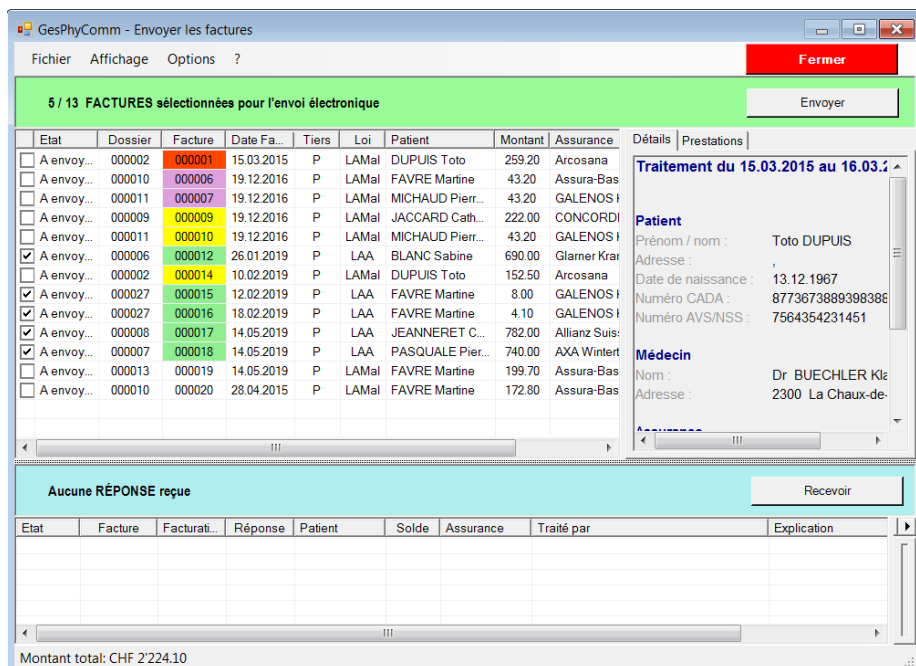 GesPhyComm - Envoyer les factures
Fichier Affichage Options ? Fermer
5 / 13 FACTURES sélectionnées pour l'envoi électronique Envoyer
Etat Dossier Facture Date Fa... Tiers Loi Patient Montant Assurance
A envoy... 000002 000001 15.03.2015 P LAMal DUPUIS Toto 259.20 Arcosana
A envoy... 000010 000006 19.12.2016 P LAMal FAVRE Martine 43.20 Assura-Bas
A envoy... 000011 000007 19.12.2016 P LAMal MICHAUD Pierr... 43.20 GALENOS K
A envoy... 000009 000009 19.12.2016 P LAMal JACCARD Cath... 222.00 CONCORDI
A envoy... 000011 000010 19.12.2016 P LAMal MICHAUD Pierr... 43.20 GALENOS K
A envoy... 000006 000012 26.01.2019 P LAA BLANC Sabine 690.00 Glarner Kran
A envoy... 000002 000014 10.02.2019 P LAMal DUPUIS Toto 152.50 Arcosana
A envoy... 000027 000015 12.02.2019 P LAA FAVRE Martine 8.00 GALENOS K
A envoy... 000027 000016 18.02.2019 P LAA FAVRE Martine 4.10 GALENOS K
A envoy... 000008 000017 14.05.2019 P LAA JEANNERET C... 782.00 Allianz Suiss
A envoy... 000007 000018 14.05.2019 P LAA PASQUALE Pier... 740.00 AXA Wintert
A envoy... 000013 000019 14.05.2019 P LAMal FAVRE Martine 199.70 Assura-Bas
A envoy... 000010 000020 28.04.2015 P LAMal FAVRE Martine 172.80 Assura-Bas
Détails Prestations
Traitement du 15.03.2015 au 16.03.2
Patient
Prénom / nom : Toto DUPUIS
Adresse : ,
Date de naissance : 13.12.1967
Numéro CADA : 8773673889398388
Numéro AVS/NSS : 7564354231451
Médecin
Nom : Dr BUECHLER Kla
Adresse : 2300 La Chaux-de-
Assurance
Aucune RÉPONSE reçue Recevoir
Etat Facture Facturati... Réponse Patient Solde Assurance Traité par Explication
Montant total: CHF 2'224.10